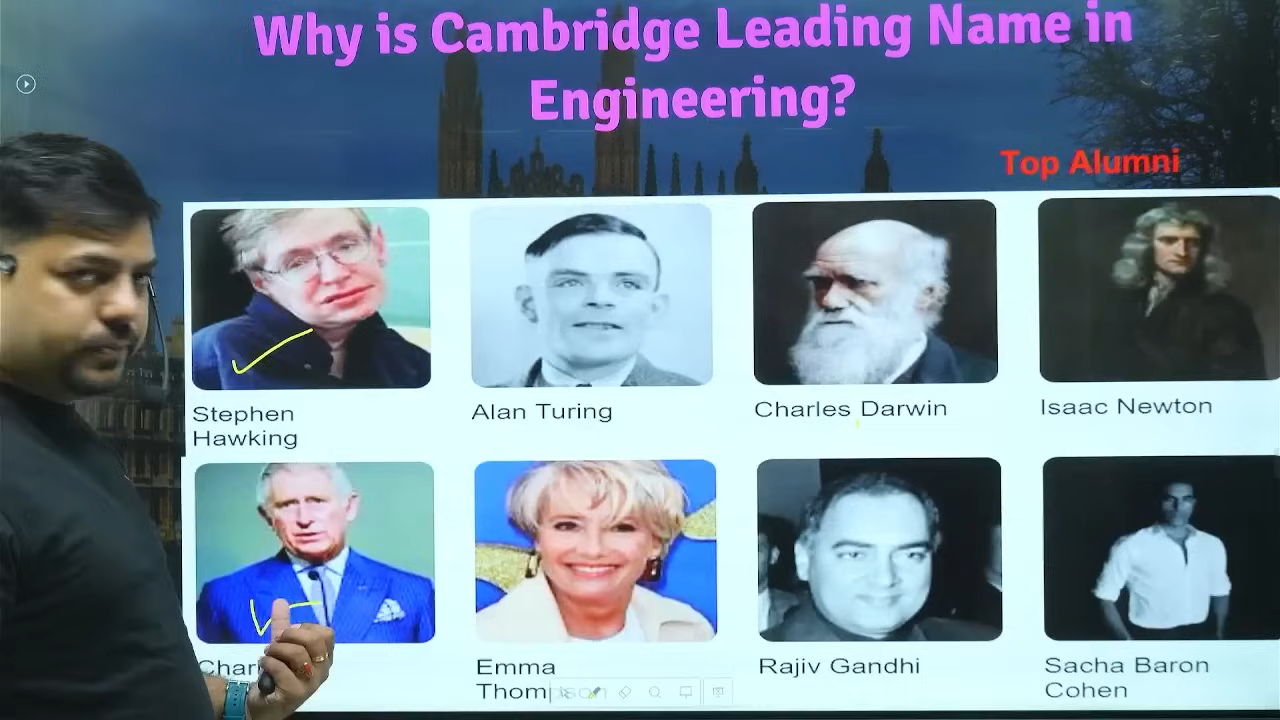 Why is Cambridge Leading Name in
Engineering?
Top Alumni
Stephen
Hawking
Alan Turing
Charles Darwin
Isaac Newton
Emma
Thompson
Rajiv Gandhi
Sacha Baron
Cohen